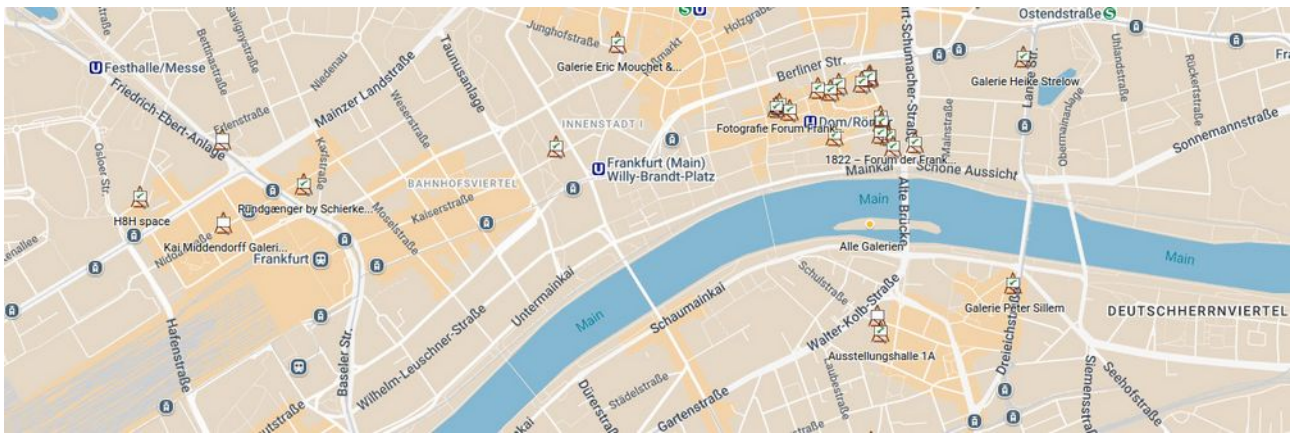 Ostendstraße
Junghofstraße
Holzgraben
Roßmarkt
Bettinastraße
Niedenau
Taunusanlage
Galerie Eric Mouchet &...
Berliner Str.
Galerie Heike Strelow
Lange Str.
Uhlandstraße
Rückertstraße
Festhalle/Messe
Mainzer Landstraße
Weserstraße
Friedrich-Ebert-Anlage
Erlenstraße
INNENSTADT I
Fotografie Forum Frank...
Dom/Römer
Mainstraße
Obermainanlage
Sonnemannstraße
Osloer Str.
Karlstraße
Frankfurt (Main)
Willy-Brandt-Platz
1822 – Forum der Frank...
Mainkai
Schöne Aussicht
BAHNHOFSVIERTEL
Kaiserstraße
Moselstraße
H8H space
Rundgænger by Schierke...
Main
Alte Brücke
Kai Middendorff Galeri...
Frankfurt
Alle Galerien
Main
Untermainkai
Schulstraße
Schaumainkai
Walter-Kolb-Straße
Galerie Peter Sillem
DEUTSCHHERRNVIERTEL
Main
Hafenstraße
Baseler Str.
Wilhelm-Leuschner-Straße
Ausstellungshalle 1A
Dreieichstraße
Laubestraße
Städelstraße
Dürerstraße
Gartenstraße
Siemensstraße
Seehofstraße